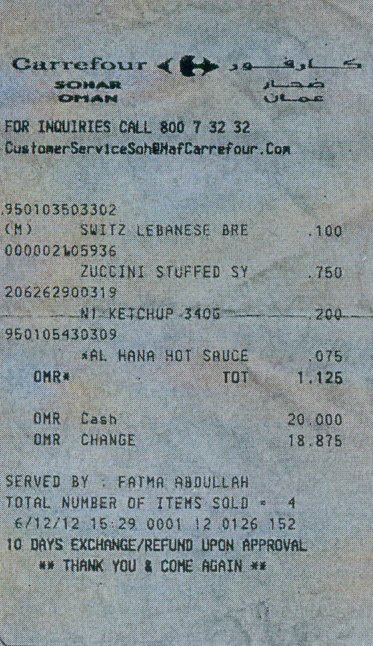 Carrefour كارفور
SOHAR صحار
OMAN عمان
FOR INQUIRIES CALL 800 7 32 32
CustomerServiceSoh@MafCarrefour.Com
950103503302
(M) SWITZ LEBANESE BRE .100
000002105936
ZUCCINI STUFFED SY .750
206262900319
N1 KETCHUP 340G .200
950105430309
*AL HANA HOT SAUCE .075
OMR* TOT 1.125
OMR Cash 20.000
OMR CHANGE 18.875
SERVED BY : FATMA ABDULLAH
TOTAL NUMBER OF ITEMS SOLD = 4
6/12/12 15:29 0001 12 0126 152
10 DAYS EXCHANGE/REFUND UPON APPROVAL
** THANK YOU & COME AGAIN **